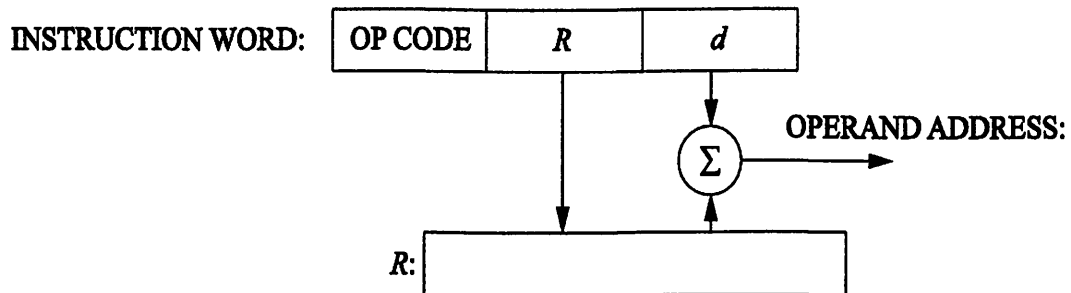 INSTRUCTION WORD: OP CODE R d
OPERAND ADDRESS:
Σ
R: